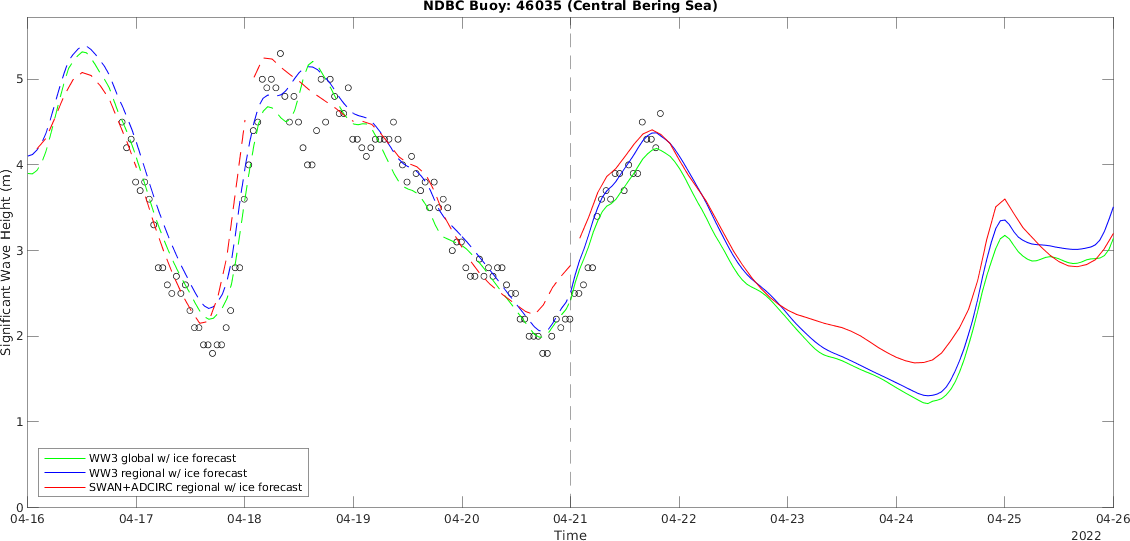 NDBC Buoy: 46035 (Central Bering Sea)
Significant Wave Height (m)
5
4
3
2
1
0
WW3 global w/ ice forecast
WW3 regional w/ ice forecast
SWAN+ADCIRC regional w/ ice forecast
04-16 04-17 04-18 04-19 04-20 04-21 04-22 04-23 04-24 04-25 04-26
Time
2022